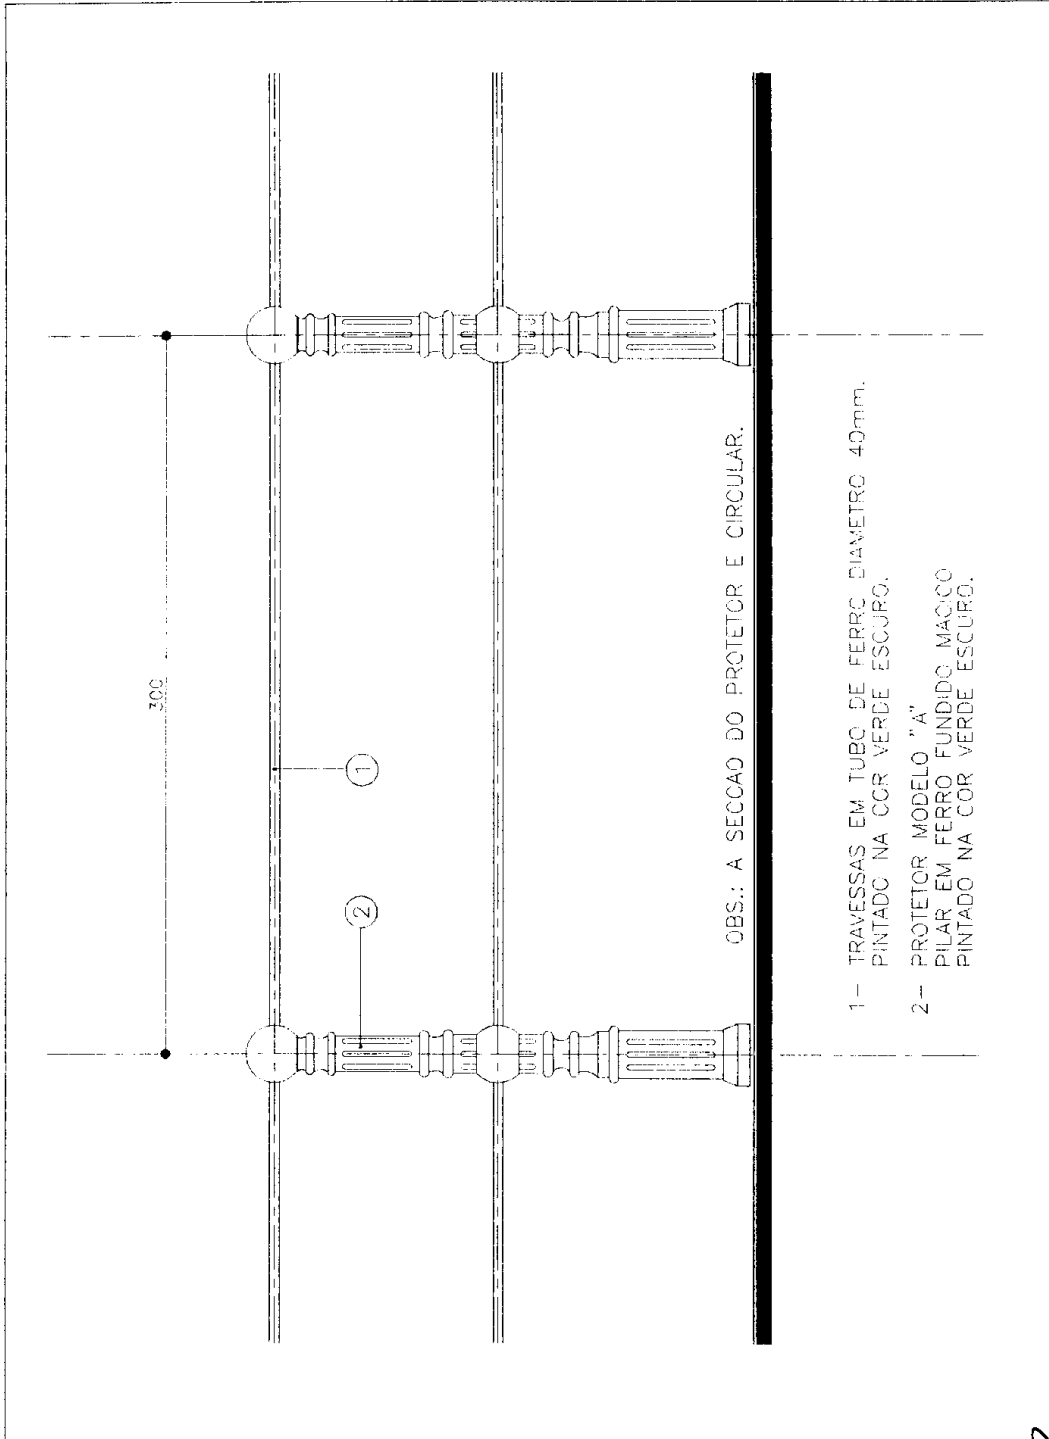 300
1
2
OBS.: A SECCAO DO PROTETOR E CIRCULAR.
1- TRAVESSAS EM TUBO DE FERRO DIAMETRO 40mm.
PINTADO NA COR VERDE ESCURO.
2- PROTETOR MODELO "A"
PILAR EM FERRO FUNDIDO MACICO
PINTADO NA COR VERDE ESCURO.